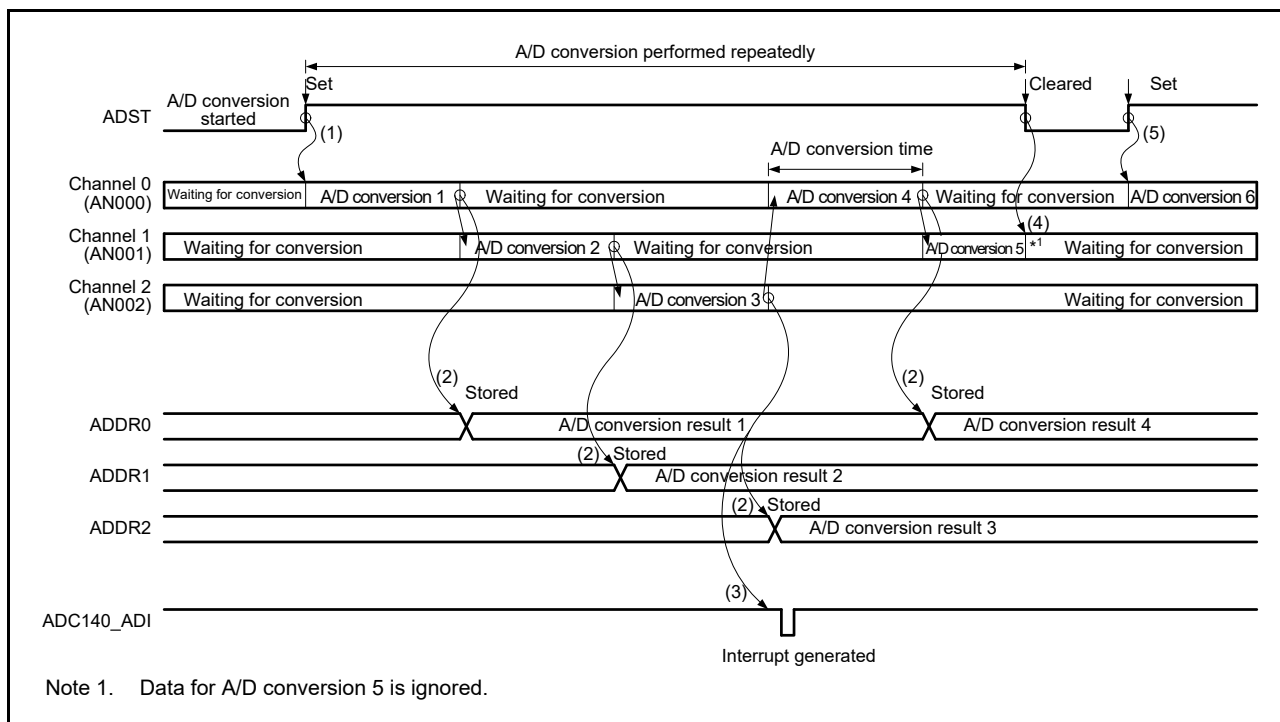 A/D conversion performed repeatedly
Set
Cleared
Set
A/D conversion
started
ADST
(1)
(5)
A/D conversion time
Channel 0
(AN000)
Waiting for conversion
A/D conversion 1
Waiting for conversion
A/D conversion 4
Waiting for conversion
A/D conversion 6
(4)
Channel 1
(AN001)
Waiting for conversion
A/D conversion 2
Waiting for conversion
A/D conversion 5
*1
Waiting for conversion
Channel 2
(AN002)
Waiting for conversion
A/D conversion 3
Waiting for conversion
(2)
Stored
(2)
Stored
ADDR0
A/D conversion result 1
A/D conversion result 4
(2)
Stored
ADDR1
A/D conversion result 2
(2)
Stored
ADDR2
A/D conversion result 3
(3)
ADC140_ADI
Interrupt generated
Note 1. Data for A/D conversion 5 is ignored.